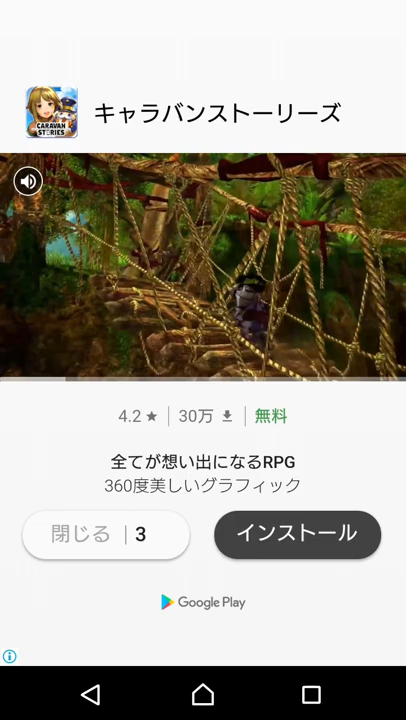 CARAVAN
STORIES
キャラバンストーリーズ
4.2 ★ | 30万 | 無料
全てが想い出になるRPG
360度美しいグラフィック
閉じる | 3
インストール
Google Play